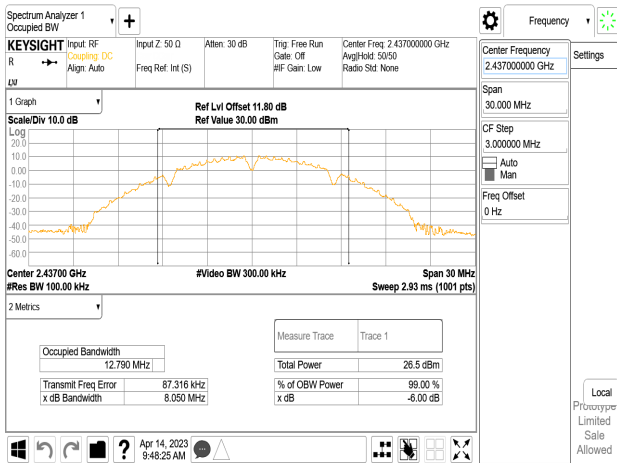 Spectrum Analyzer 1
Occupied BW
Frequency
KEYSIGHT
R
Input: RF
Coupling: DC
Align: Auto
Input Z: 50 Ω
Freq Ref: Int (S)
Atten: 30 dB
Trig: Free Run
Gate: Off
#IF Gain: Low
Center Freq: 2.437000000 GHz
Avg|Hold: 50/50
Radio Std: None
LXI
1 Graph
Scale/Div 10.0 dB
Ref Lvl Offset 11.80 dB
Ref Value 30.00 dBm
Log
20.0
10.0
0.00
-10.0
-20.0
-30.0
-40.0
-50.0
-60.0
Center 2.43700 GHz
#Res BW 100.00 kHz
#Video BW 300.00 kHz
Span 30 MHz
Sweep 2.93 ms (1001 pts)
2 Metrics
Measure Trace Trace 1
Occupied Bandwidth
12.790 MHz
Total Power 26.5 dBm
Transmit Freq Error 87.316 kHz
% of OBW Power 99.00 %
x dB Bandwidth 8.050 MHz
x dB -6.00 dB
Apr 14, 2023
9:48:25 AM
Center Frequency
2.437000000 GHz
Span
30.000 MHz
CF Step
3.000000 MHz
Auto
Man
Freq Offset
0 Hz
Settings
Local
Prototype
Limited
Sale
Allowed